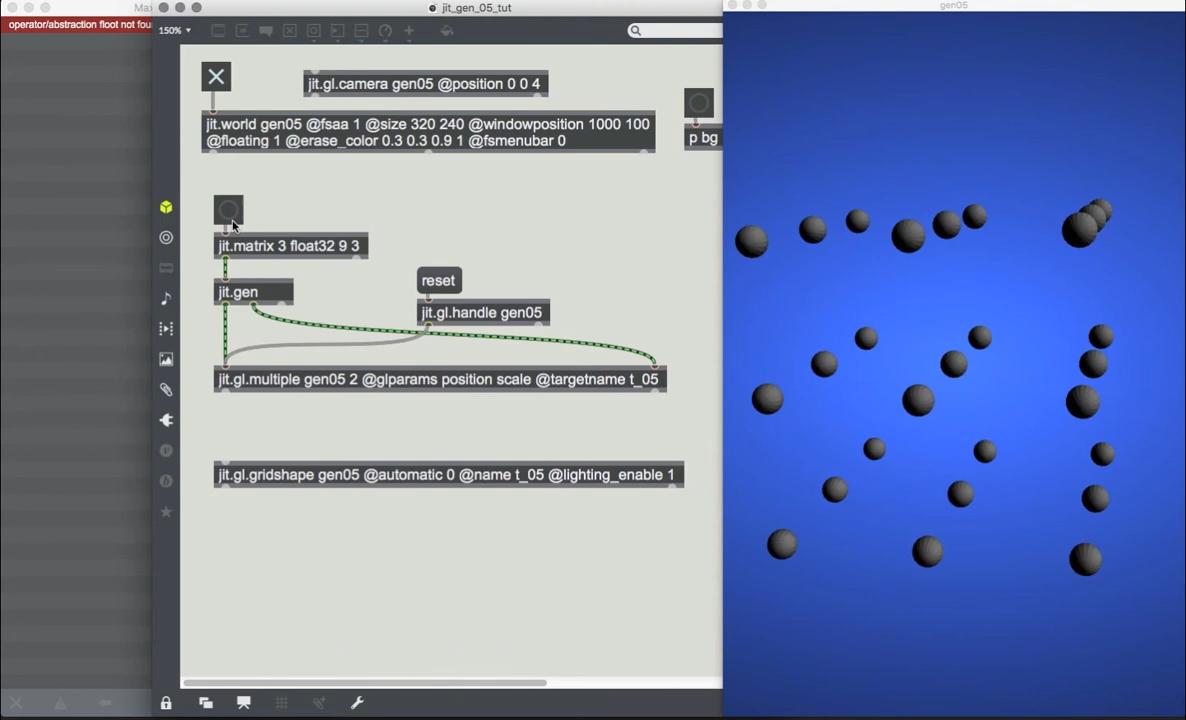 Max
jit_gen_05_tut
gen05
operator/abstraction floot not fou
150%
jit.gl.camera gen05 @position 0 0 4
jit.world gen05 @fsaa 1 @size 320 240 @windowposition 1000 100
@floating 1 @erase_color 0.3 0.3 0.9 1 @fsmenubar 0
p bg
jit.matrix 3 float32 9 3
jit.gen
reset
jit.gl.handle gen05
jit.gl.multiple gen05 2 @glparams position scale @targetname t_05
jit.gl.gridshape gen05 @automatic 0 @name t_05 @lighting_enable 1